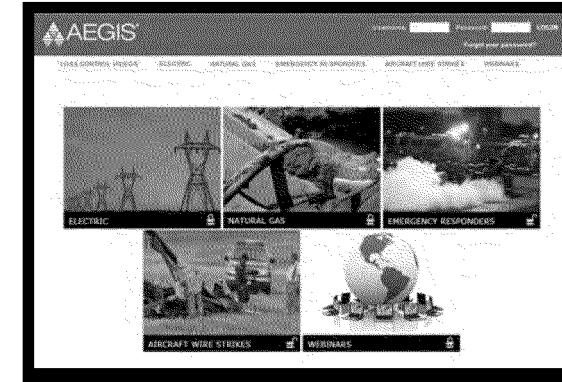 AEGIS®
Username Password LOGIN
Forgot your password?
LOSS CONTROL VIDEOS ELECTRIC NATURAL GAS EMERGENCY RESPONDERS AIRCRAFT WIRE STRIKES WEBINARS
ELECTRIC NATURAL GAS EMERGENCY RESPONDERS
AIRCRAFT WIRE STRIKES WEBINARS